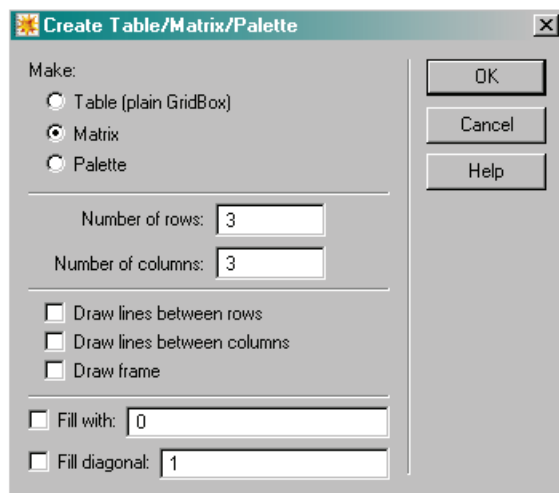 Create Table/Matrix/Palette
Make:
Table (plain GridBox)
Matrix
Palette
Number of rows: 3
Number of columns: 3
Draw lines between rows
Draw lines between columns
Draw frame
Fill with: 0
Fill diagonal: 1
OK
Cancel
Help